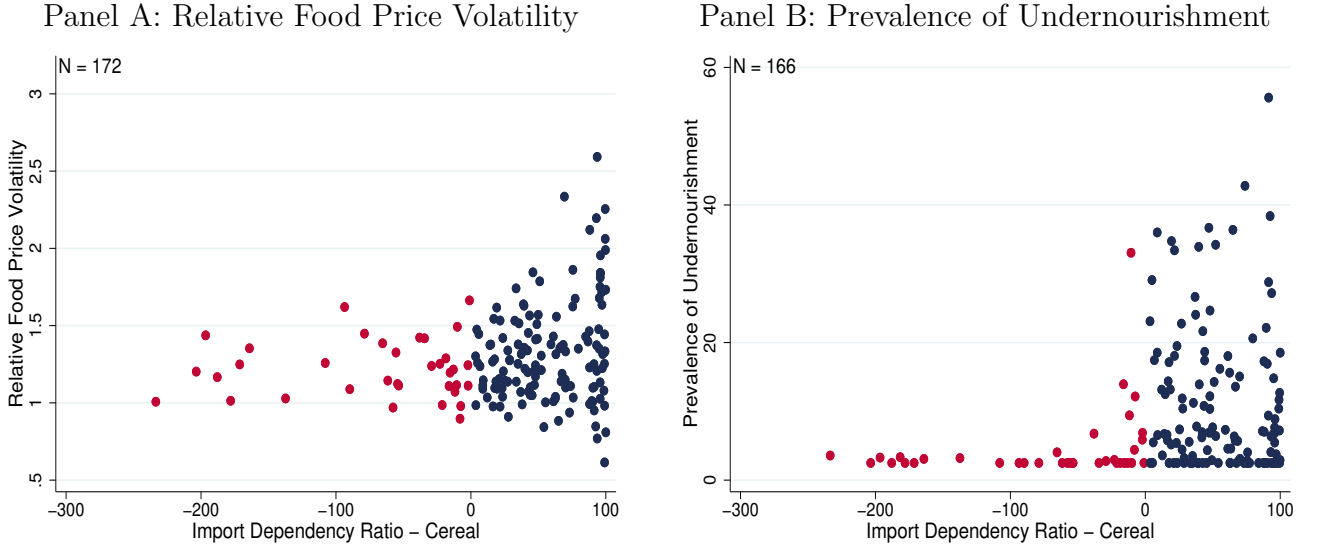 Panel A: Relative Food Price Volatility
N = 172
Relative Food Price Volatility
3
2.5
2
1.5
1
.5
−300
−200
−100
0
100
Import Dependency Ratio − Cereal
Panel B: Prevalence of Undernourishment
N = 166
Prevalence of Undernourishment
60
40
20
0
−300
−200
−100
0
100
Import Dependency Ratio − Cereal